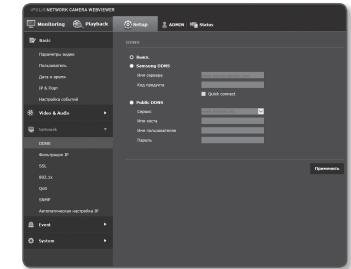 iPOLiS NETWORK CAMERA WEBVIEWER
Monitoring Playback Setup ADMIN Status
Basic
Параметры видео
Пользователь
Дата и время
IP & Порт
Настройка событий
Video & Audio
Network
DDNS
Фильтрация IP
SSL
802.1x
QoS
SNMP
Автоматическая настройка IP
Event
System
DDNS
Выкл.
Samsung DDNS
Имя сервера
Код продукта
Quick connect
Public DDNS
Сервис
Имя хоста
Имя пользователя
Пароль
Применить